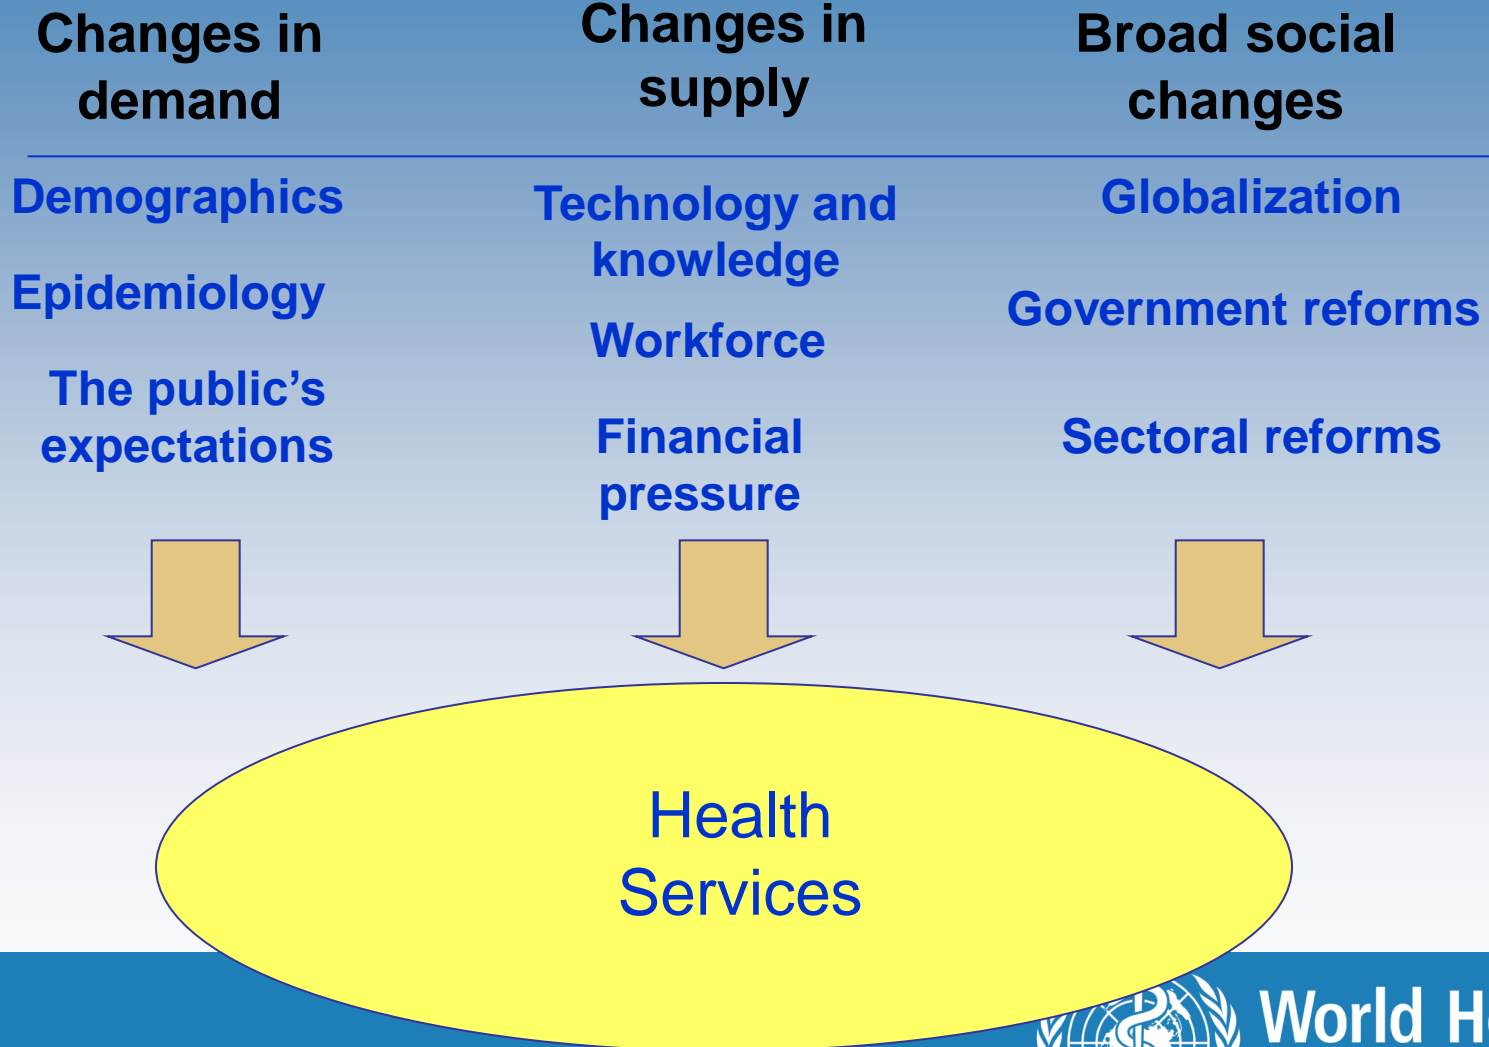 Changes in
demand
Changes in
supply
Broad social
changes
Demographics
Epidemiology
The public’s
expectations
Technology and
knowledge
Workforce
Financial
pressure
Globalization
Government reforms
Sectoral reforms
Health
Services
World